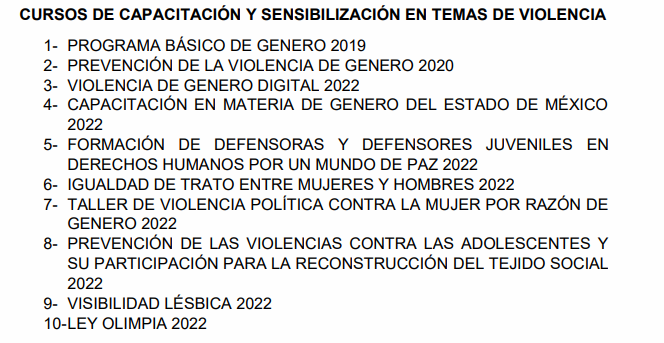 CURSOS DE CAPACITACIÓN Y SENSIBILIZACIÓN EN TEMAS DE VIOLENCIA
1- PROGRAMA BÁSICO DE GENERO 2019
2- PREVENCIÓN DE LA VIOLENCIA DE GENERO 2020
3- VIOLENCIA DE GENERO DIGITAL 2022
4- CAPACITACIÓN EN MATERIA DE GENERO DEL ESTADO DE MÉXICO
2022
5- FORMACIÓN DE DEFENSORAS Y DEFENSORES JUVENILES EN
DERECHOS HUMANOS POR UN MUNDO DE PAZ 2022
6- IGUALDAD DE TRATO ENTRE MUJERES Y HOMBRES 2022
7- TALLER DE VIOLENCIA POLÍTICA CONTRA LA MUJER POR RAZÓN DE
GENERO 2022
8- PREVENCIÓN DE LAS VIOLENCIAS CONTRA LAS ADOLESCENTES Y
SU PARTICIPACIÓN PARA LA RECONSTRUCCIÓN DEL TEJIDO SOCIAL
2022
9- VISIBILIDAD LÉSBICA 2022
10-LEY OLIMPIA 2022